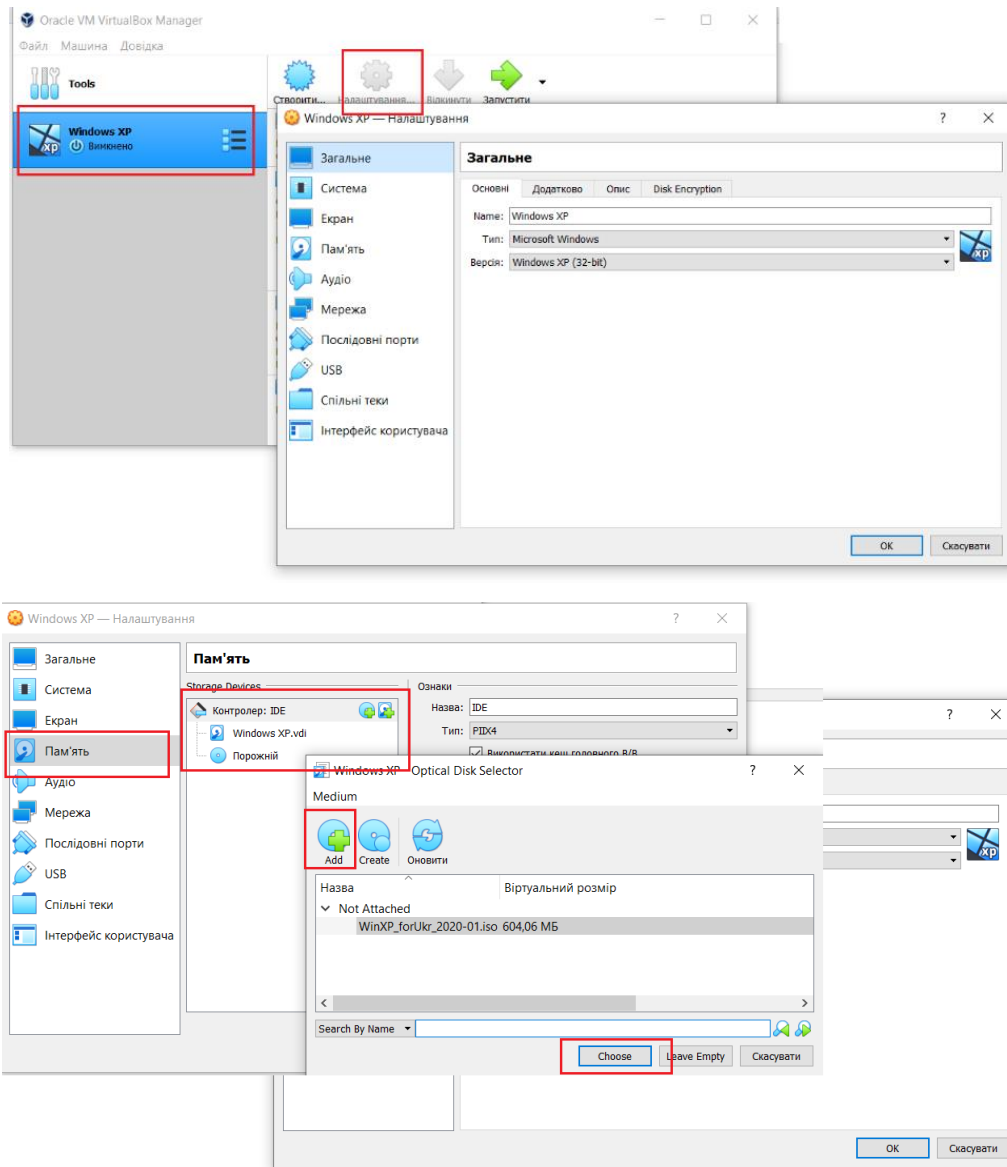 Oracle VM VirtualBox Manager
Файл Машина Довідка
Tools
Створити... Налаштування... Відкинути Запустити
Windows XP
Вимкнено
Windows XP — Налаштування
Загальне
Система
Екран
Пам'ять
Аудіо
Мережа
Послідовні порти
USB
Спільні теки
Інтерфейс користувача
Загальне
Основні Додатково Опис Disk Encryption
Name: Windows XP
Тип: Microsoft Windows
Версія: Windows XP (32-bit)
OK Скасувати
Windows XP — Налаштування
Загальне
Система
Екран
Пам'ять
Аудіо
Мережа
Послідовні порти
USB
Спільні теки
Інтерфейс користувача
Пам'ять
Storage Devices
Контролер: IDE
Windows XP.vdi
Порожній
Ознаки
Назва: IDE
Тип: PIIX4
Використати кеш головного В/В
Windows XP - Optical Disk Selector
Medium
Add Create Оновити
Назва Віртуальний розмір
Not Attached
WinXP_forUkr_2020-01.iso 604,06 МБ
Search By Name
Choose Leave Empty Скасувати
OK Скасувати